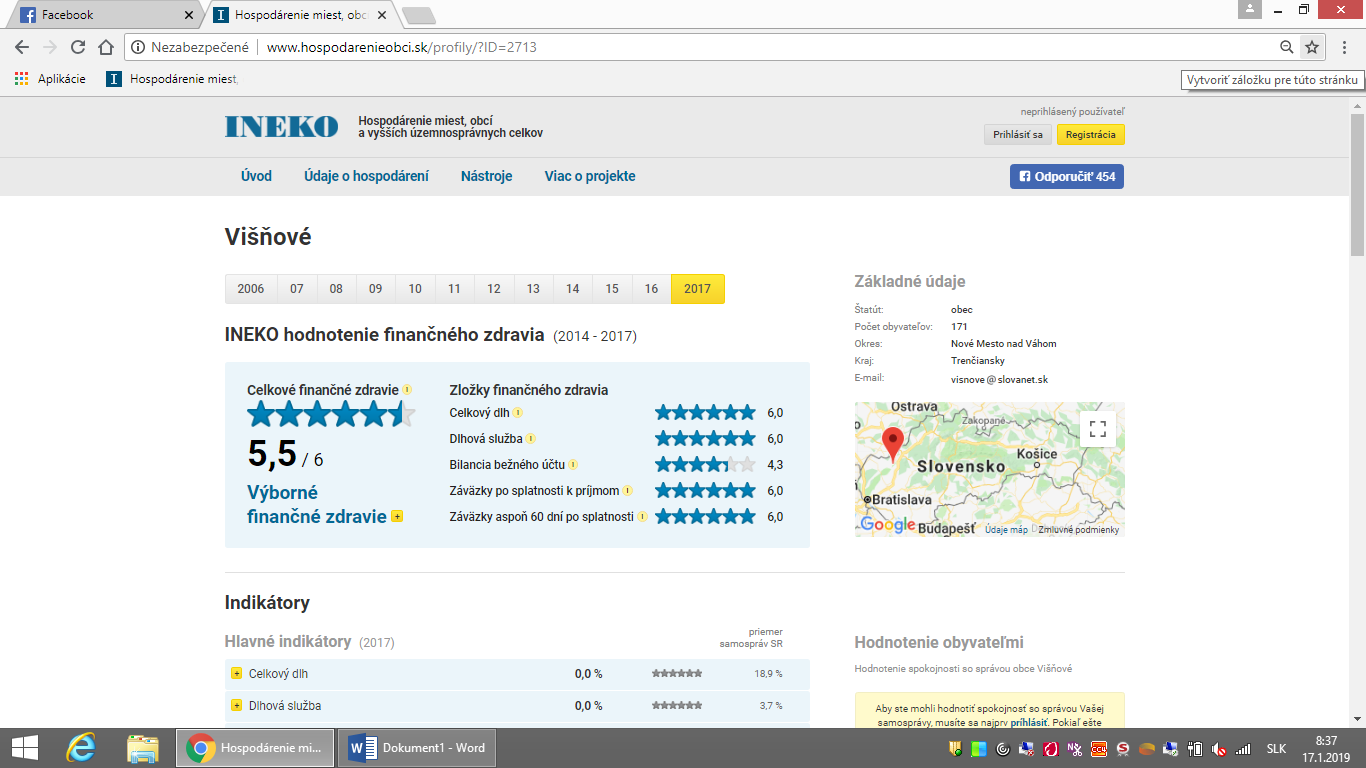 Facebook
Hospodárenie miest, obcí
Nezabezpečené
www.hospodarenieobci.sk/profily/?ID=2713
Aplikácie
Hospodárenie miest,
Vytvoriť záložku pre túto stránku
INEKO
Hospodárenie miest, obcí
a vyšších územnosprávnych celkov
neprihlásený používateľ
Prihlásiť sa
Registrácia
Úvod
Údaje o hospodárení
Nástroje
Viac o projekte
Odporučiť 454
Višňové
2006 07 08 09 10 11 12 13 14 15 16 2017
INEKO hodnotenie finančného zdravia (2014 - 2017)
Celkové finančné zdravie
5,5 / 6
Výborné
finančné zdravie
Zložky finančného zdravia
Celkový dlh 6,0
Dlhová služba 6,0
Bilancia bežného účtu 4,3
Záväzky po splatnosti k príjmom 6,0
Záväzky aspoň 60 dní po splatnosti 6,0
Základné údaje
Štatút: obec
Počet obyvateľov: 171
Okres: Nové Mesto nad Váhom
Kraj: Trenčiansky
E-mail: visnove@slovanet.sk
Ostrava
Zakopane
Košice
Slovensko
Bratislava
Google
Budapešť
Údaje máp
Zmluvné podmienky
Indikátory
Hlavné indikátory (2017)
priemer
samospráv SR
Celkový dlh 0,0 % 18,9 %
Dlhová služba 0,0 % 3,7 %
Hodnotenie obyvateľmi
Hodnotenie spokojnosti so správou obce Višňové
Aby ste mohli hodnotiť spokojnosť so správou Vašej
samosprávy, musíte sa najprv prihlásiť. Pokiaľ ešte
Hospodárenie mi...
Dokument1 - Word
SLK
8:37
17.1.2019